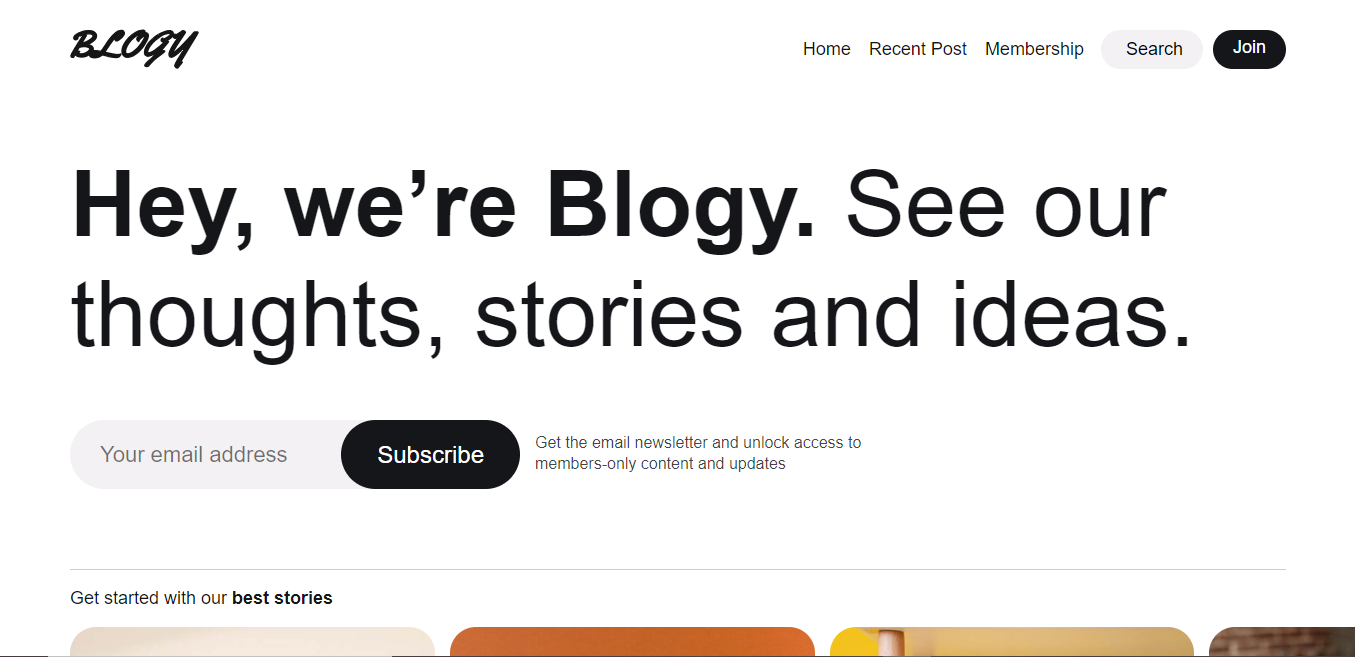 BLOGY
Home Recent Post Membership Search Join
Hey, we’re Blogy. See our
thoughts, stories and ideas.
Your email address Subscribe
Get the email newsletter and unlock access to
members-only content and updates
Get started with our best stories